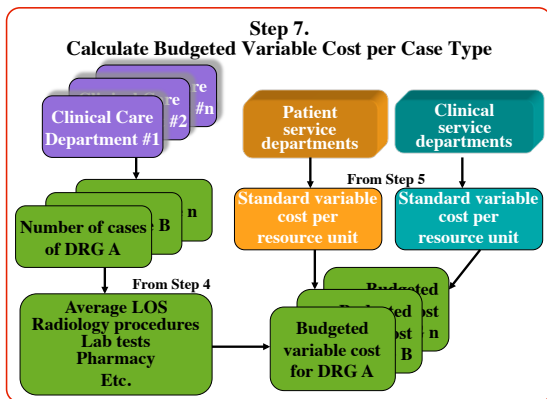 Step 7.
Calculate Budgeted Variable Cost per Case Type
#n
#2
Clinical Care
Department #1
Patient
service
departments
Clinical
service
departments
From Step 5
n
B
Number of cases
of DRG A
Standard variable
cost per
resource unit
Standard variable
cost per
resource unit
From Step 4
Average LOS
Radiology procedures
Lab tests
Pharmacy
Etc.
Budgeted
n
B
Budgeted
variable cost
for DRG A